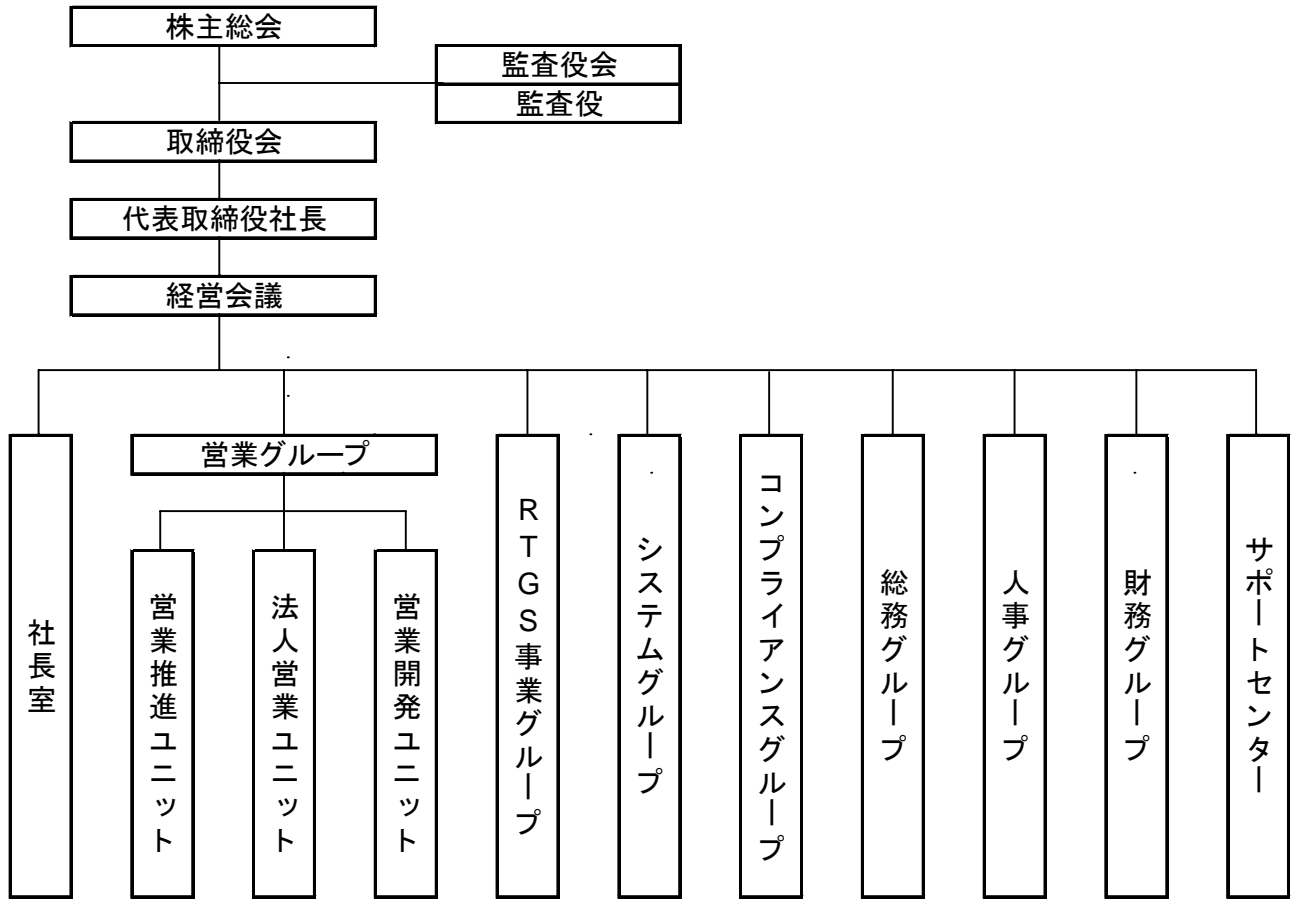 株主総会
監査役会
監査役
取締役会
代表取締役社長
経営会議
社長室
営業グループ
営業推進ユニット
法人営業ユニット
営業開発ユニット
RTGS事業グループ
システムグループ
コンプライアンスグループ
総務グループ
人事グループ
財務グループ
サポートセンター